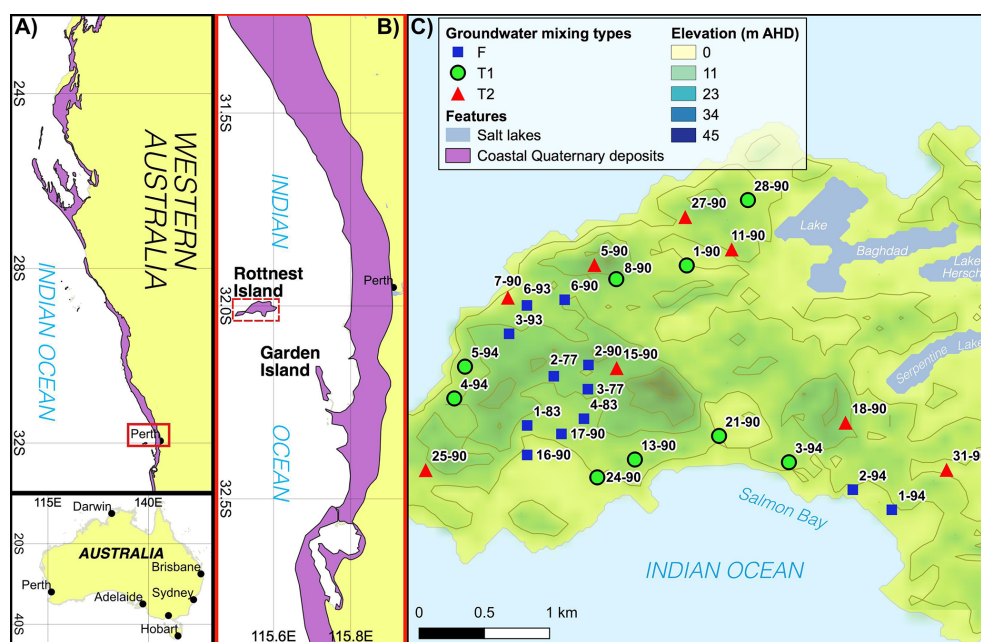 A)
24S
WESTERN
AUSTRALIA
28S
INDIAN OCEAN
Perth
32S
115E
140E
Darwin
20S
AUSTRALIA
Brisbane
Perth
Sydney
Adelaide
40S
Hobart
B)
31.5S
INDIAN
Perth
Rottnest
Island
32.0S
Garden
Island
OCEAN
32.5S
115.6E
115.8E
C)
Groundwater mixing types
F
T1
T2
Features
Salt lakes
Coastal Quaternary deposits
Elevation (m AHD)
0
11
23
34
45
28-90
27-90
Lake
Baghdad
11-90
1-90
Lake
Hersch
5-90
8-90
7-90
6-93
6-90
3-93
5-94
2-90
15-90
2-77
Serpentine Lake
4-94
3-77
4-83
1-83
17-90
18-90
21-90
25-90
16-90
13-90
3-94
31-9
24-90
2-94
1-94
Salmon Bay
INDIAN OCEAN
0
0.5
1 km